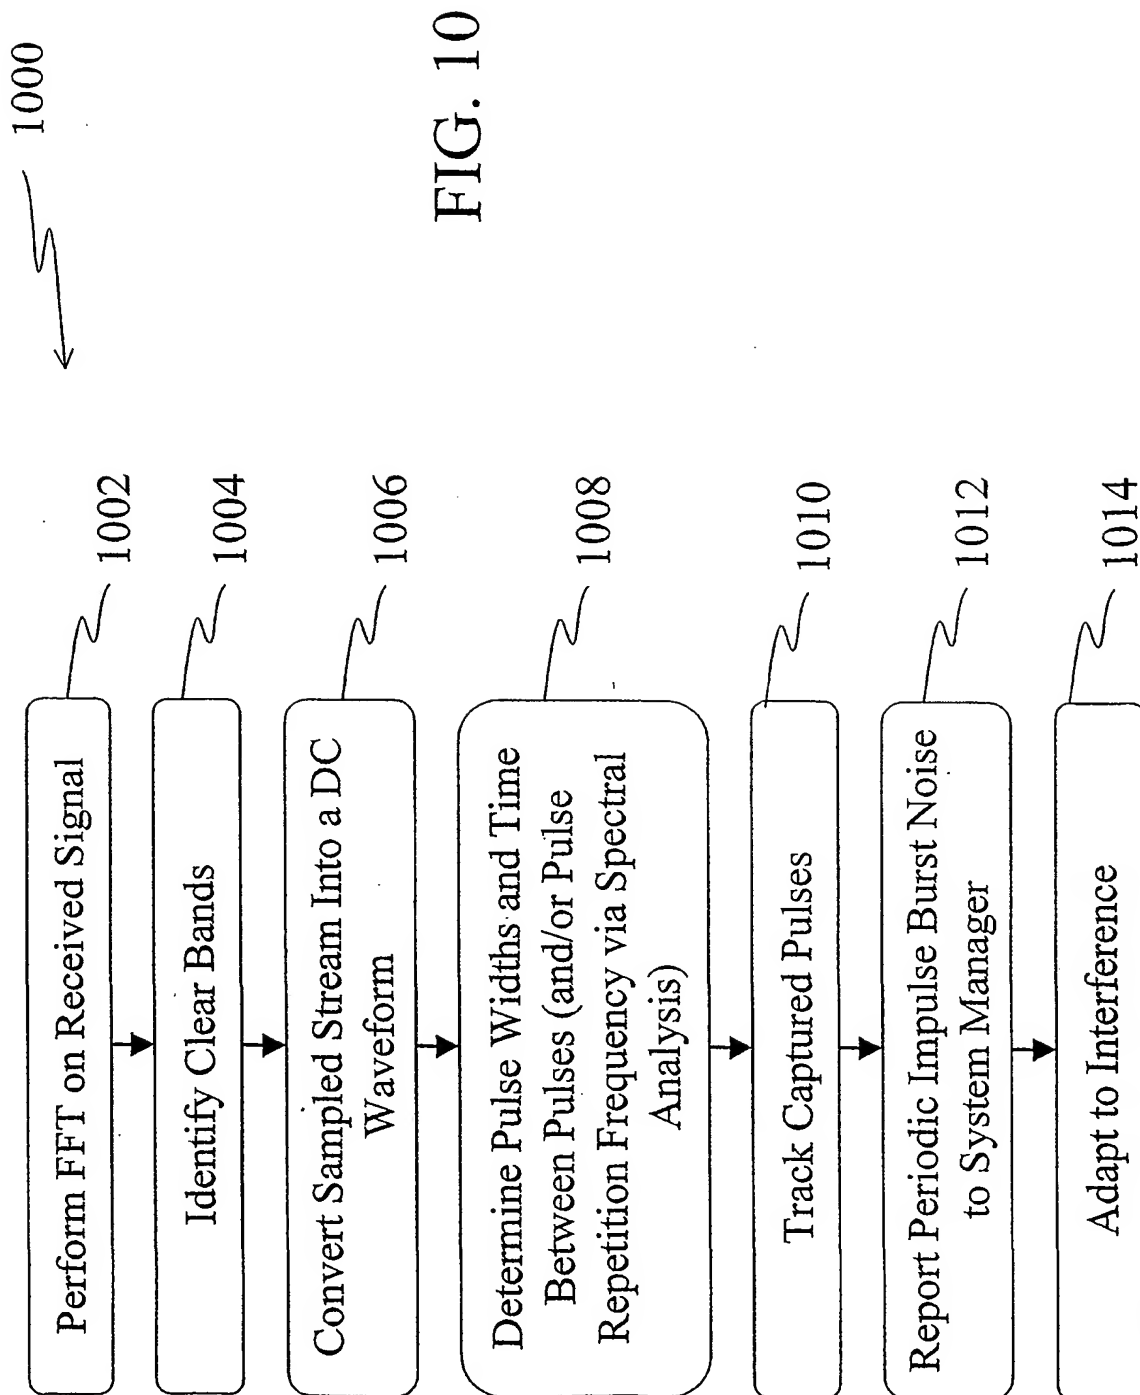 1000
Perform FFT on Received Signal
1002
Identify Clear Bands
1004
Convert Sampled Stream Into a DC
Waveform
1006
Determine Pulse Widths and Time
Between Pulses (and/or Pulse
Repetition Frequency via Spectral
Analysis)
1008
Track Captured Pulses
1010
Report Periodic Impulse Burst Noise
to System Manager
1012
Adapt to Interference
1014
FIG. 10